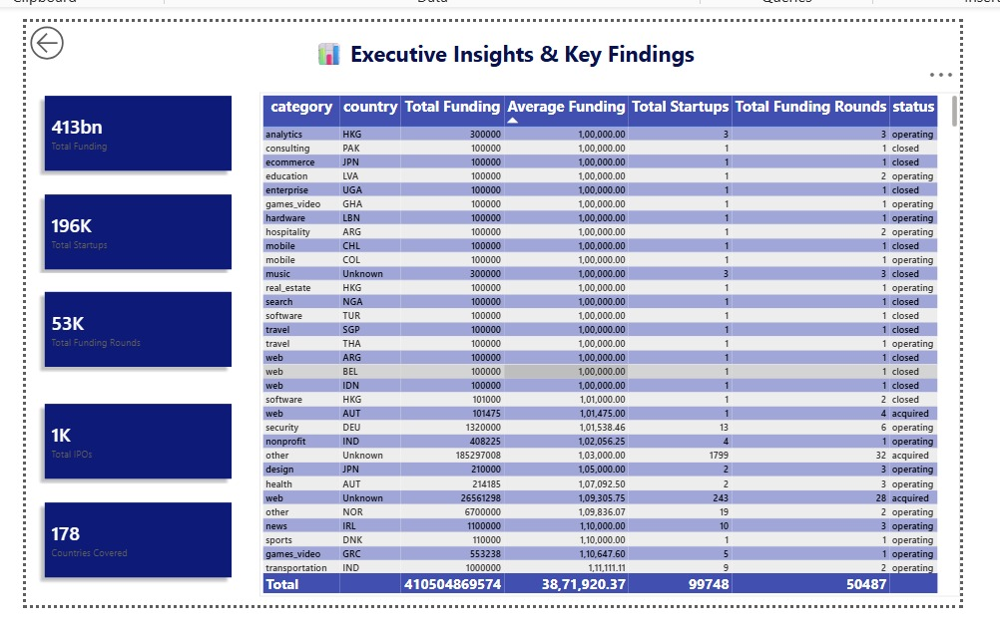 Clipboard Data Queries Insert
Executive Insights & Key Findings
413bn
Total Funding
196K
Total Startups
53K
Total Funding Rounds
1K
Total IPOs
178
Countries Covered
category country Total Funding Average Funding Total Startups Total Funding Rounds status
analytics HKG 300000 1,00,000.00 3 3 operating
consulting PAK 100000 1,00,000.00 1 1 closed
ecommerce JPN 100000 1,00,000.00 1 1 closed
education LVA 100000 1,00,000.00 1 2 operating
enterprise UGA 100000 1,00,000.00 1 1 closed
games_video GHA 100000 1,00,000.00 1 1 operating
hardware LBN 100000 1,00,000.00 1 1 operating
hospitality ARG 100000 1,00,000.00 1 2 operating
mobile CHL 100000 1,00,000.00 1 1 closed
mobile COL 100000 1,00,000.00 1 1 operating
music Unknown 300000 1,00,000.00 3 3 closed
real_estate HKG 100000 1,00,000.00 1 1 operating
search NGA 100000 1,00,000.00 1 1 closed
software TUR 100000 1,00,000.00 1 1 closed
travel SGP 100000 1,00,000.00 1 1 closed
travel THA 100000 1,00,000.00 1 1 operating
web ARG 100000 1,00,000.00 1 1 closed
web BEL 100000 1,00,000.00 1 1 closed
web IDN 100000 1,00,000.00 1 1 closed
software HKG 101000 1,01,000.00 1 2 closed
web AUT 101475 1,01,475.00 1 4 acquired
security DEU 1320000 1,01,538.46 13 6 operating
nonprofit IND 408225 1,02,056.25 4 1 operating
other Unknown 185297008 1,03,000.00 1799 32 acquired
design JPN 210000 1,05,000.00 2 3 operating
health AUT 214185 1,07,092.50 2 3 operating
web Unknown 26561298 1,09,305.75 243 28 acquired
other NOR 6700000 1,09,836.07 19 2 operating
news IRL 1100000 1,10,000.00 10 3 operating
sports DNK 110000 1,10,000.00 1 1 operating
games_video GRC 553238 1,10,647.60 5 1 operating
transportation IND 1000000 1,11,111.11 9 2 operating
Total 410504869574 38,71,920.37 99748 50487